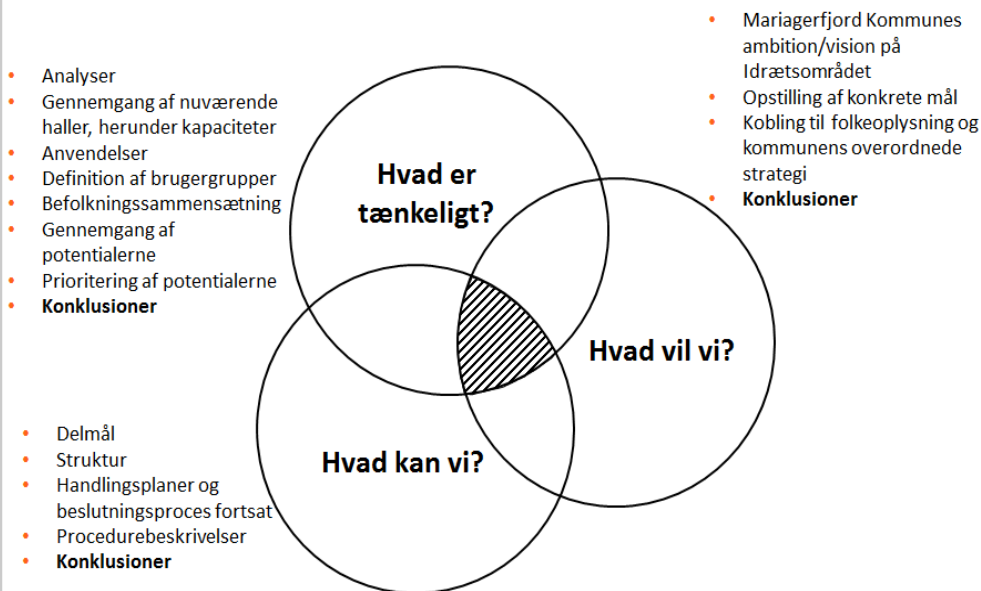 • Analyser
• Gennemgang af nuværende
haller, herunder kapaciteter
• Anvendelser
• Definition af brugergrupper
• Befolkningssammensætning
• Gennemgang af
potentialerne
• Prioritering af potentialerne
• Konklusioner
• Mariagerfjord Kommunes
ambition/vision på
Idrætsområdet
• Opstilling af konkrete mål
• Kobling til folkeoplysning og
kommunens overordnede
strategi
• Konklusioner
Hvad er
tænkeligt?
Hvad vil vi?
Hvad kan vi?
• Delmål
• Struktur
• Handlingsplaner og
beslutningsproces fortsat
• Procedurebeskrivelser
• Konklusioner